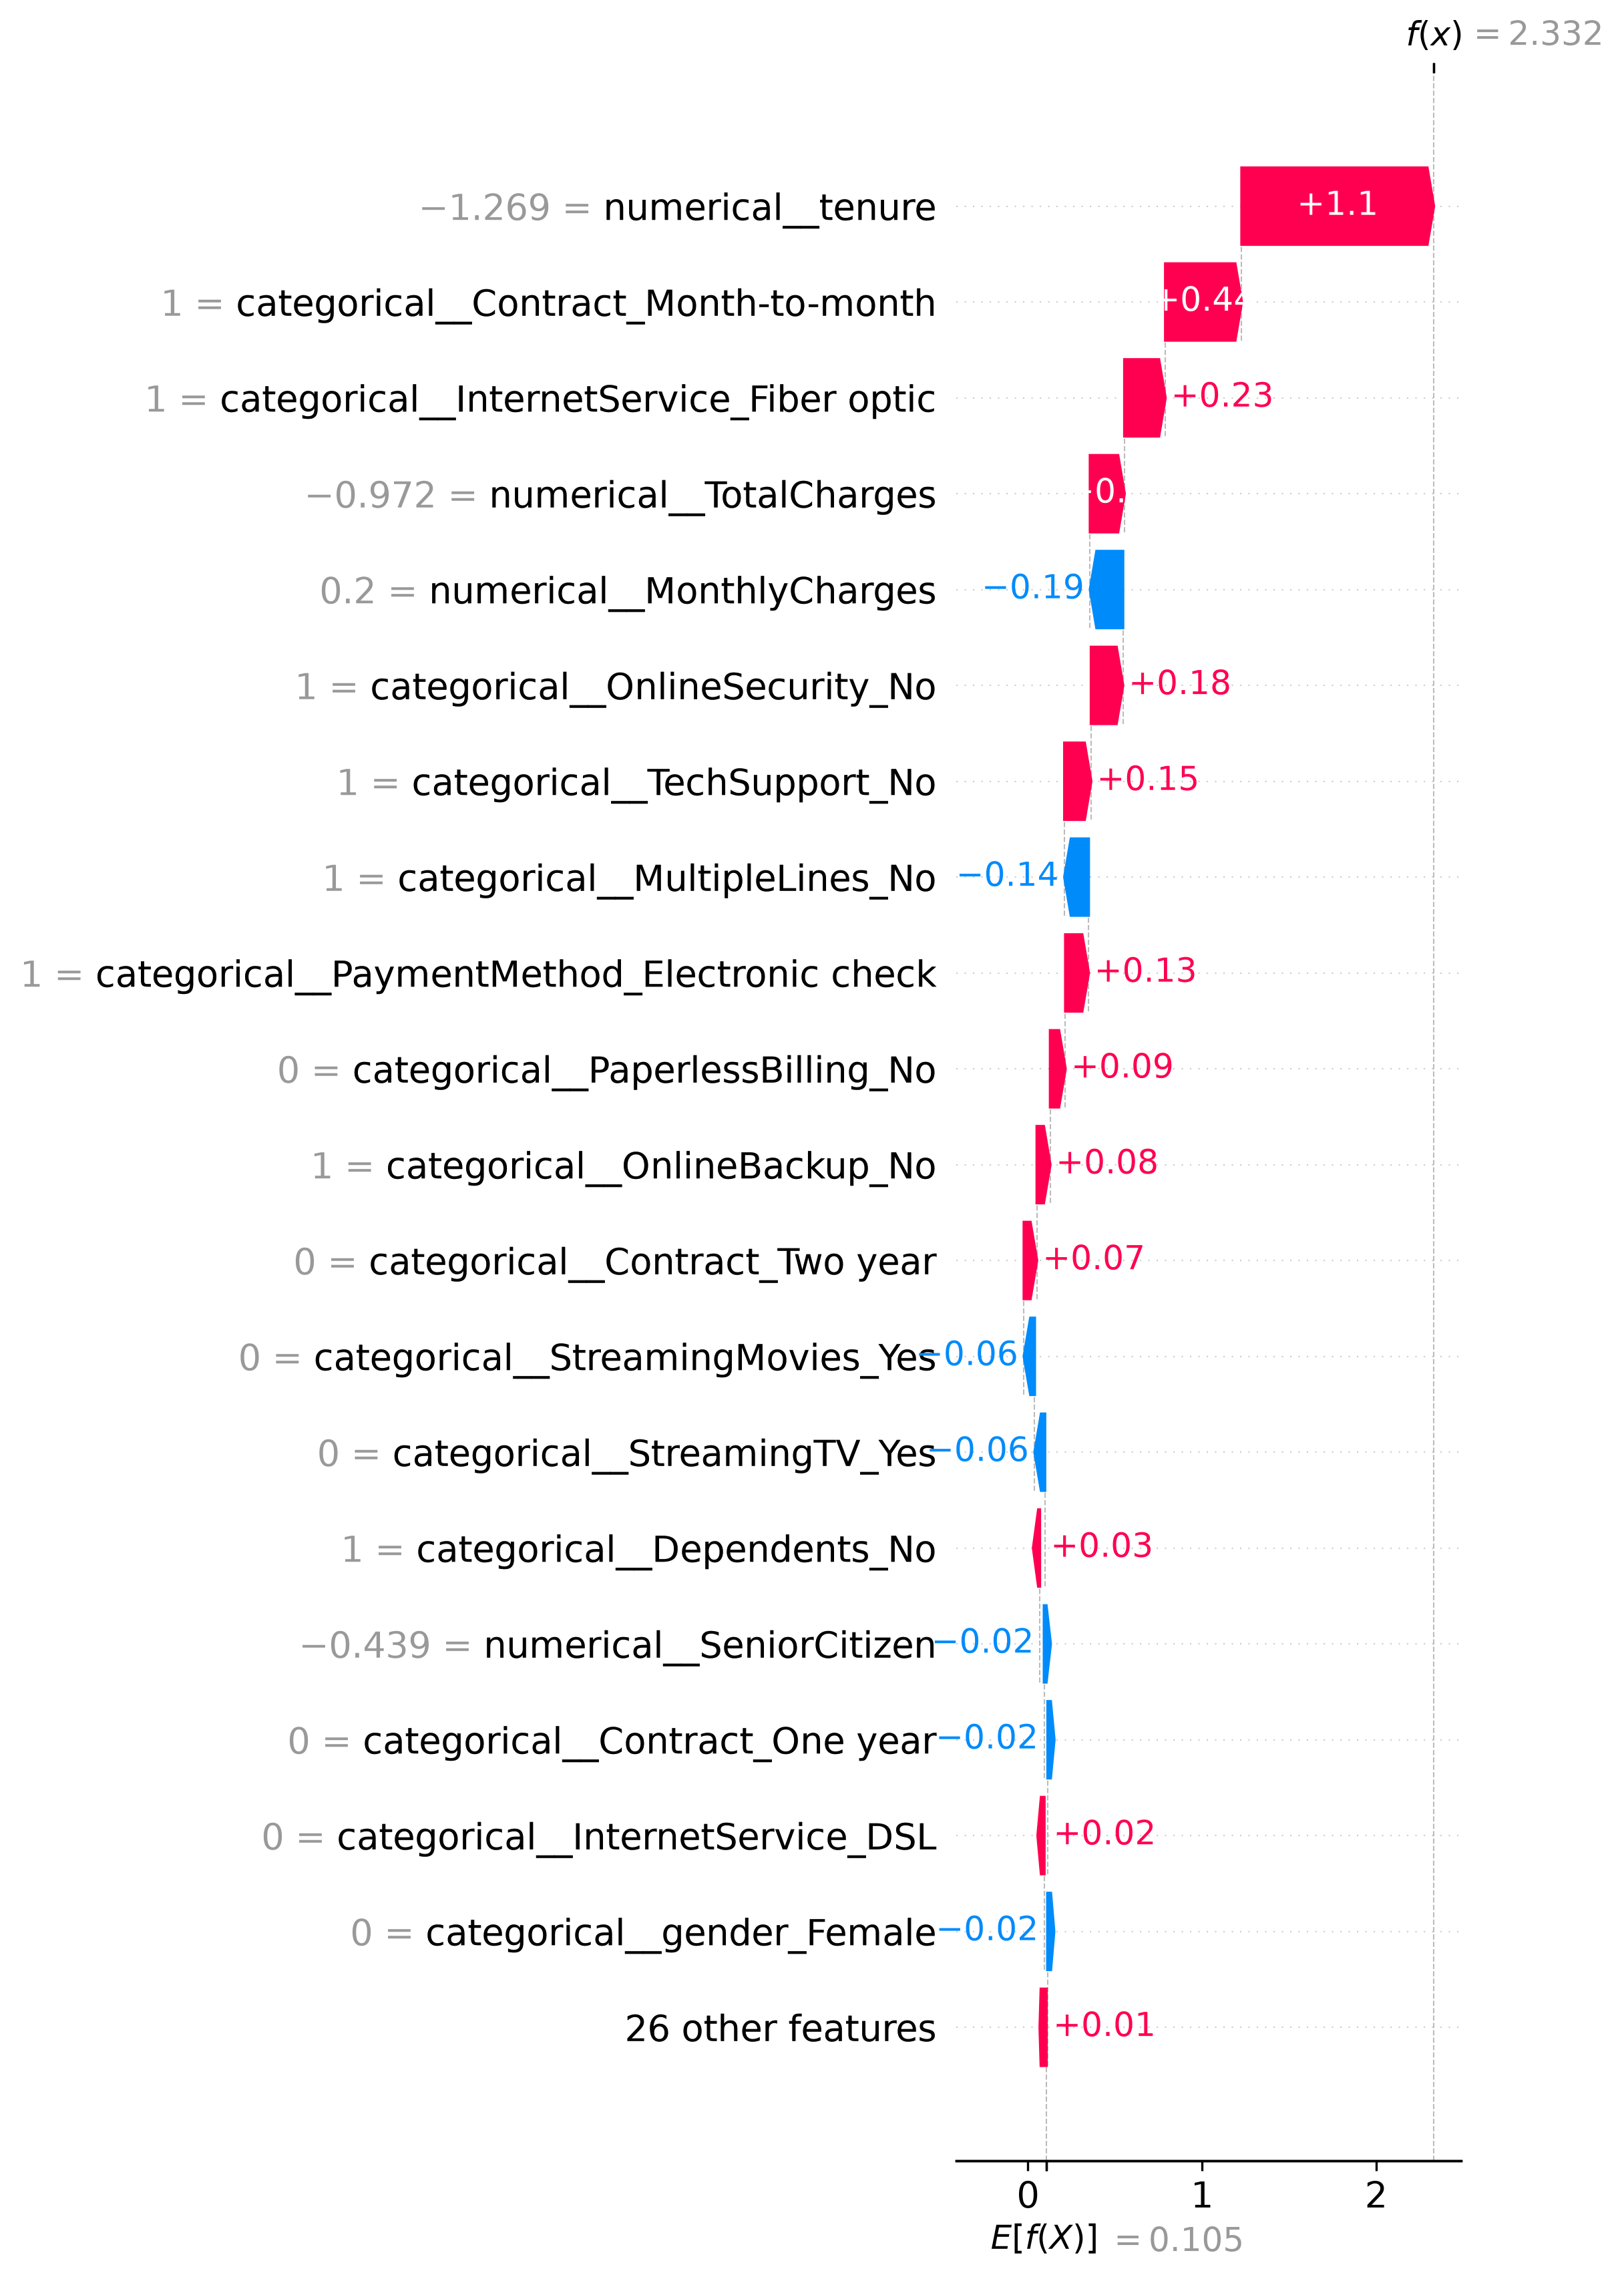 f(x) = 2.332
−1.269 = numerical__tenure +1.1
1 = categorical__Contract_Month-to-month +0.44
1 = categorical__InternetService_Fiber optic +0.23
−0.972 = numerical__TotalCharges
0.2 = numerical__MonthlyCharges −0.19
1 = categorical__OnlineSecurity_No +0.18
1 = categorical__TechSupport_No +0.15
1 = categorical__MultipleLines_No −0.14
1 = categorical__PaymentMethod_Electronic check +0.13
0 = categorical__PaperlessBilling_No +0.09
1 = categorical__OnlineBackup_No +0.08
0 = categorical__Contract_Two year +0.07
0 = categorical__StreamingMovies_Yes −0.06
0 = categorical__StreamingTV_Yes −0.06
1 = categorical__Dependents_No +0.03
−0.439 = numerical__SeniorCitizen −0.02
0 = categorical__Contract_One year −0.02
0 = categorical__InternetService_DSL +0.02
0 = categorical__gender_Female −0.02
26 other features +0.01
0 1 2
E[f(X)] = 0.105